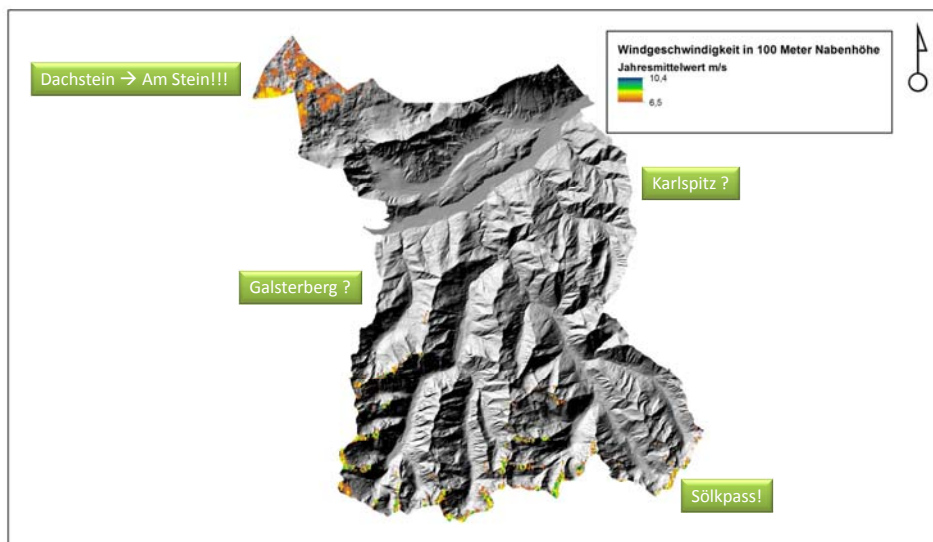 Dachstein → Am Stein!!!
Windgeschwindigkeit in 100 Meter Nabenhöhe
Jahresmittelwert m/s
10,4
6,5
Karlspitz ?
Galsterberg ?
Sölkpass!